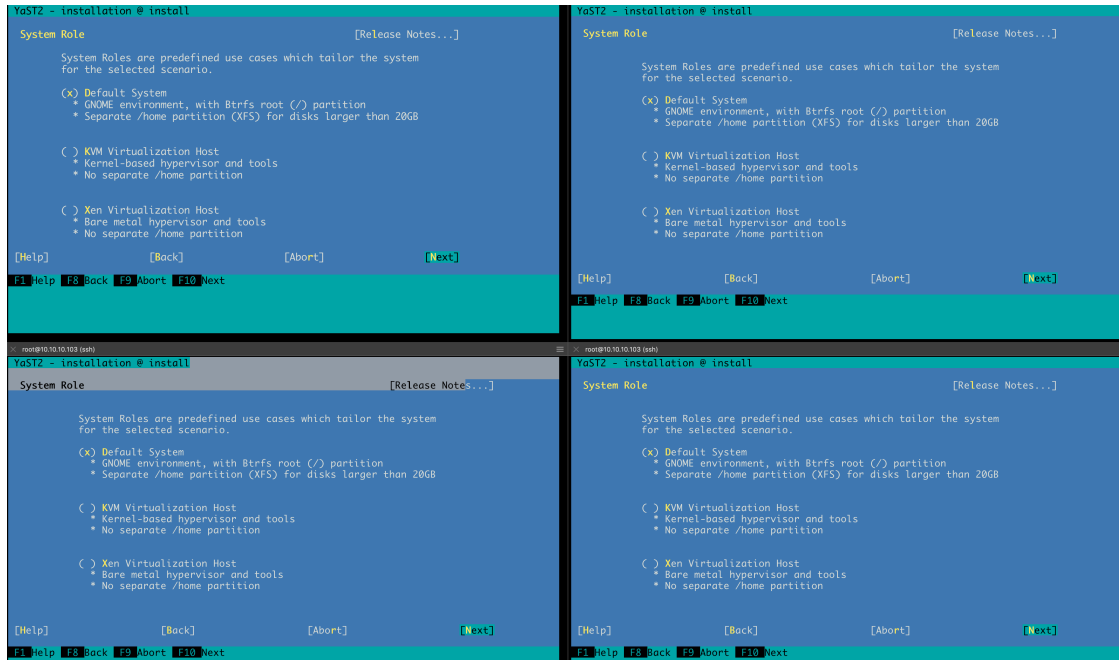 YaST2 - installation @ install
System Role [Release Notes...]
System Roles are predefined use cases which tailor the system
for the selected scenario.
(x) Default System
* GNOME environment, with Btrfs root (/) partition
* Separate /home partition (XFS) for disks larger than 20GB
( ) KVM Virtualization Host
* Kernel-based hypervisor and tools
* No separate /home partition
( ) Xen Virtualization Host
* Bare metal hypervisor and tools
* No separate /home partition
[Help] [Back] [Abort] [Next]
F1 Help F8 Back F9 Abort F10 Next
YaST2 - installation @ install
System Role [Release Notes...]
System Roles are predefined use cases which tailor the system
for the selected scenario.
(x) Default System
* GNOME environment, with Btrfs root (/) partition
* Separate /home partition (XFS) for disks larger than 20GB
( ) KVM Virtualization Host
* Kernel-based hypervisor and tools
* No separate /home partition
( ) Xen Virtualization Host
* Bare metal hypervisor and tools
* No separate /home partition
[Help] [Back] [Abort] [Next]
F1 Help F8 Back F9 Abort F10 Next
root@10.10.10.103 (ssh)
YaST2 - installation @ install
System Role [Release Notes...]
System Roles are predefined use cases which tailor the system
for the selected scenario.
(x) Default System
* GNOME environment, with Btrfs root (/) partition
* Separate /home partition (XFS) for disks larger than 20GB
( ) KVM Virtualization Host
* Kernel-based hypervisor and tools
* No separate /home partition
( ) Xen Virtualization Host
* Bare metal hypervisor and tools
* No separate /home partition
[Help] [Back] [Abort] [Next]
F1 Help F8 Back F9 Abort F10 Next
root@10.10.10.103 (ssh)
YaST2 - installation @ install
System Role [Release Notes...]
System Roles are predefined use cases which tailor the system
for the selected scenario.
(x) Default System
* GNOME environment, with Btrfs root (/) partition
* Separate /home partition (XFS) for disks larger than 20GB
( ) KVM Virtualization Host
* Kernel-based hypervisor and tools
* No separate /home partition
( ) Xen Virtualization Host
* Bare metal hypervisor and tools
* No separate /home partition
[Help] [Back] [Abort] [Next]
F1 Help F8 Back F9 Abort F10 Next